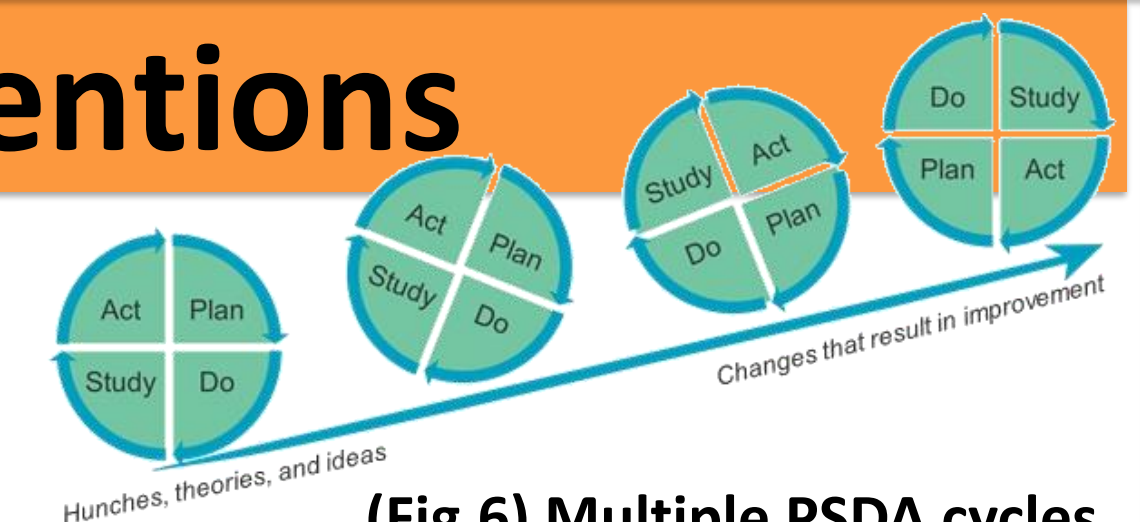 entions
Act Plan
Study Do
Act Plan
Study Do
Study Act
Do Plan
Do Study
Plan Act
Hunches, theories, and ideas
Changes that result in improvement
(Fig.6) Multiple PSDA cycles